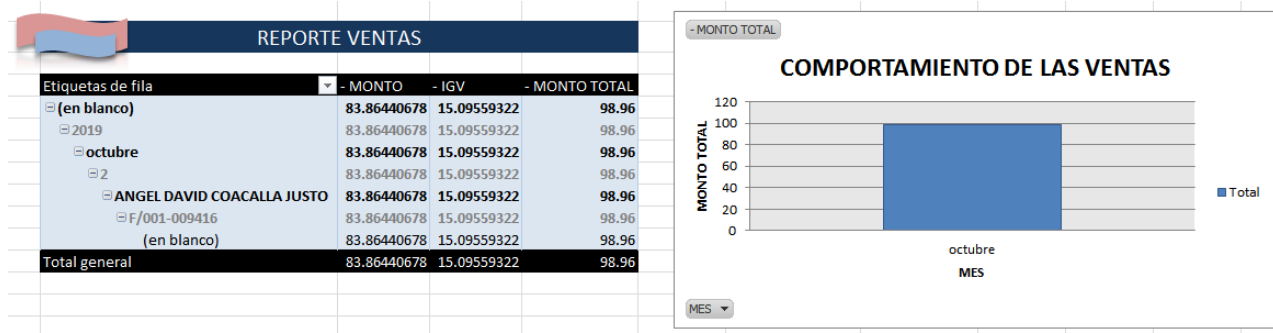 REPORTE VENTAS
Etiquetas de fila - MONTO - IGV - MONTO TOTAL
(en blanco) 83.86440678 15.09559322 98.96
2019 83.86440678 15.09559322 98.96
octubre 83.86440678 15.09559322 98.96
2 83.86440678 15.09559322 98.96
ANGEL DAVID COACALLA JUSTO 83.86440678 15.09559322 98.96
F/001-009416 83.86440678 15.09559322 98.96
(en blanco) 83.86440678 15.09559322 98.96
Total general 83.86440678 15.09559322 98.96
- MONTO TOTAL
COMPORTAMIENTO DE LAS VENTAS
MONTO TOTAL
120
100
80
60
40
20
0
octubre
MES
Total
MES